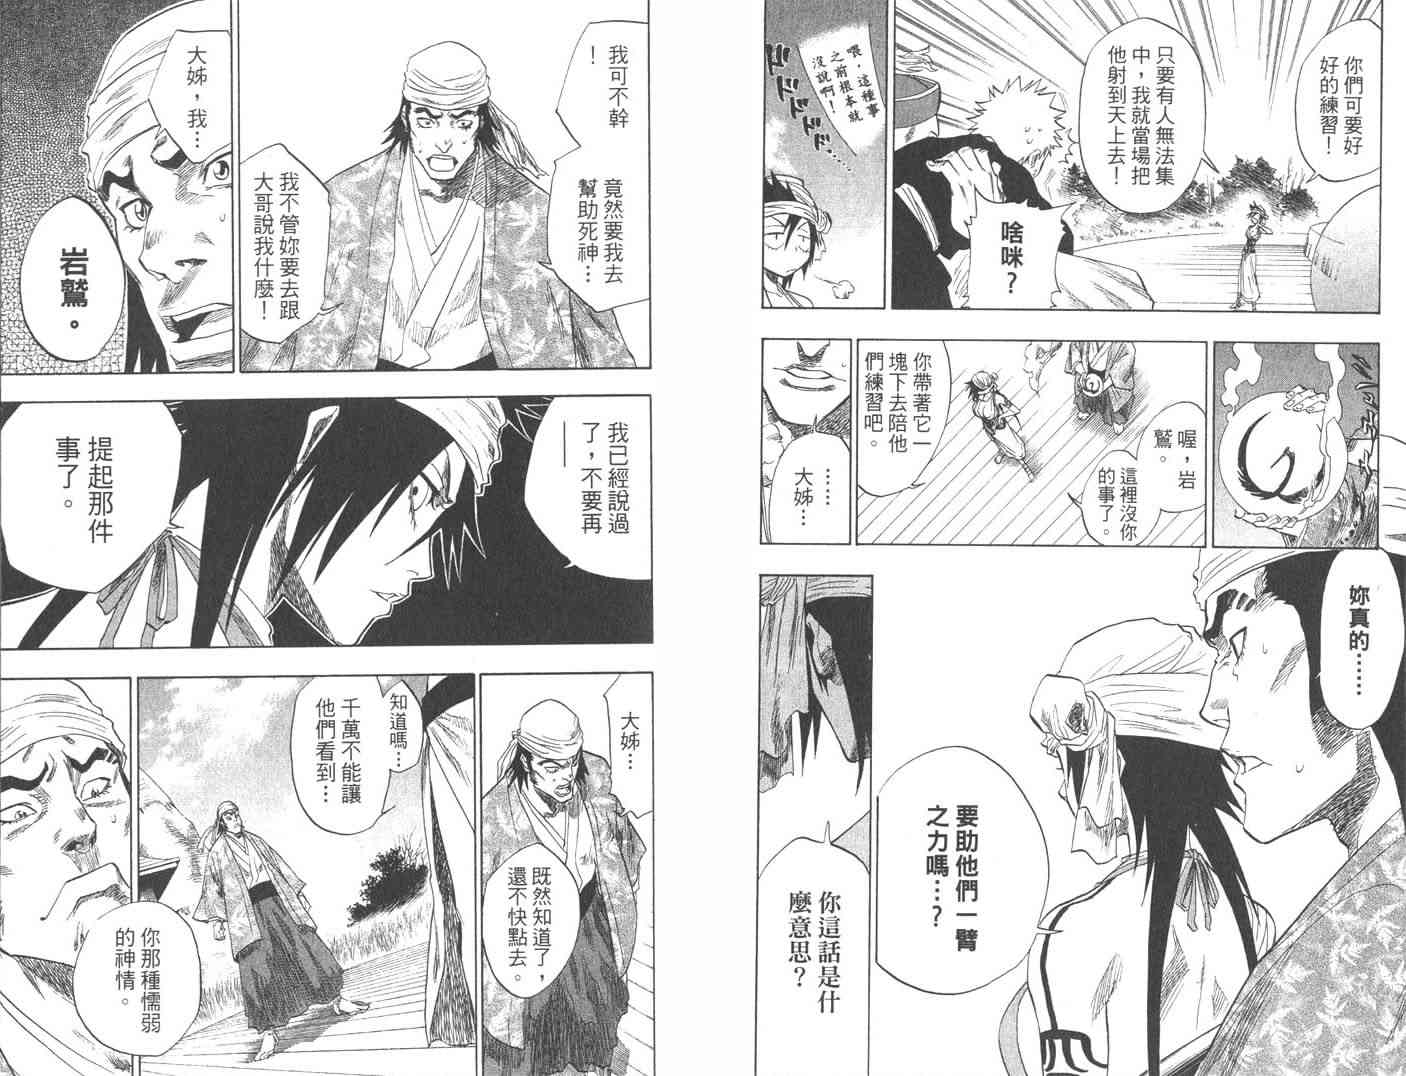 你們可要好
好的練習！
只要有人無法集
中，我就當場把
他射到天上去！
啥咪？
喂，這種事
之前根本就
沒說啊！
ドドドドド……
喔，岩
鷲。
這裡沒你
的事了。
你帶著它一
塊下去陪他
們練習吧。
……
大姊…
妳真的……
要助他們一臂
之力嗎…？
你這話是什
麼意思？
我可不幹
！
竟然要我去
幫助死神…
我不管妳要去跟
大哥說我什麼！
大姊，我…
岩鷲。
我已經說過
了，不要再
——
提起那件
事了。
大姊…
既然知道了，
還不快點去。
知道嗎…
千萬不能讓
他們看到…
你那種懦弱
的神情。